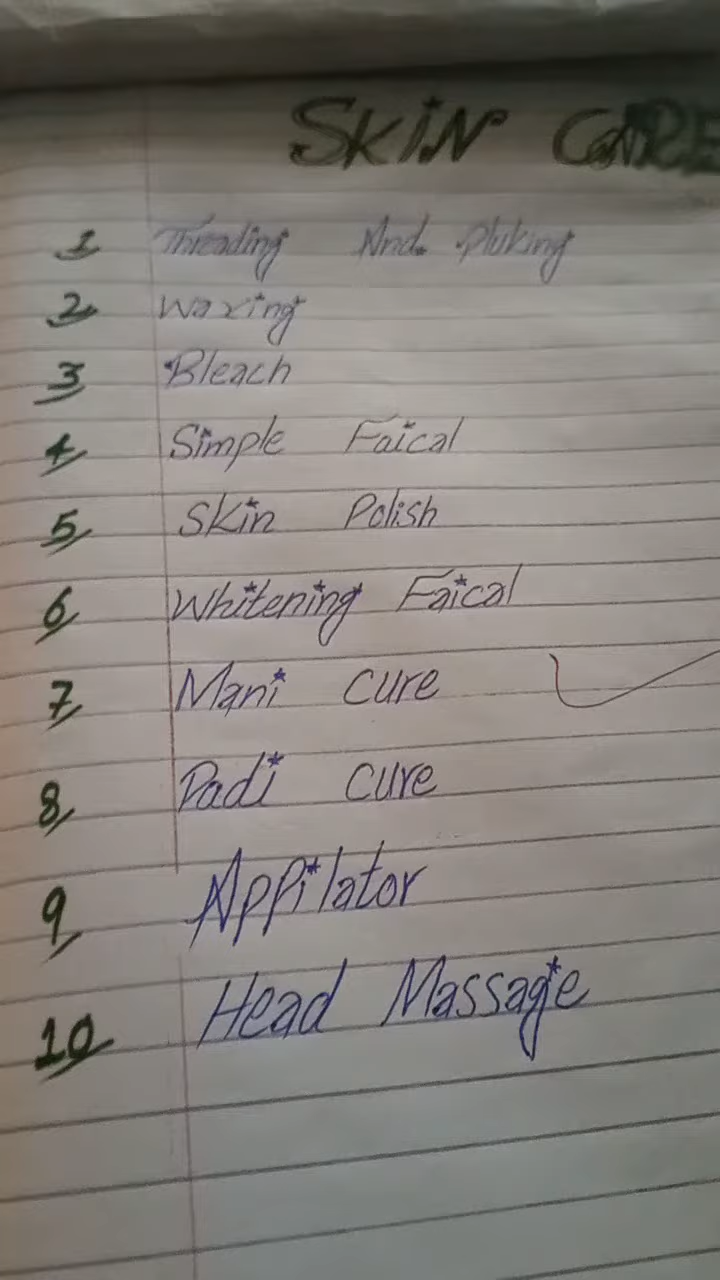 SKIN CARE
1 Threading And Pluking
2 Waxing
3 Bleach
4 Simple Faical
5 Skin Polish
6 Whitening Faical
7 Mani cure
8 Padi cure
9 Appilator
10 Head Massage